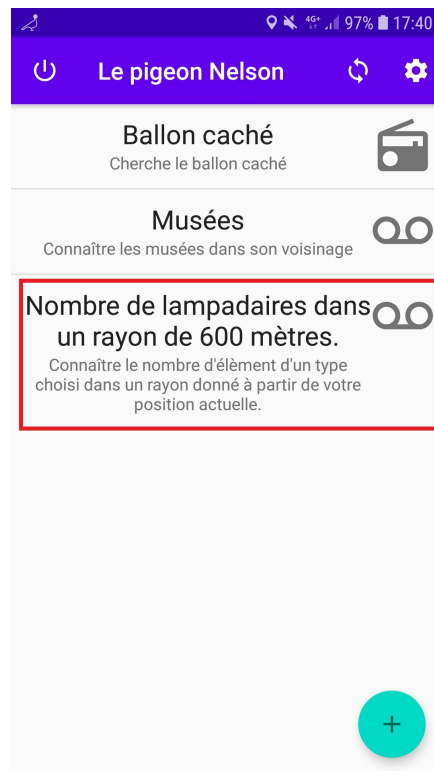 4G+ 97% 17:40
Le pigeon Nelson
Ballon caché
Cherche le ballon caché
Musées
Connaître les musées dans son voisinage
Nombre de lampadaires dans
un rayon de 600 mètres.
Connaître le nombre d'élèment d'un type
choisi dans un rayon donné à partir de votre
position actuelle.
+